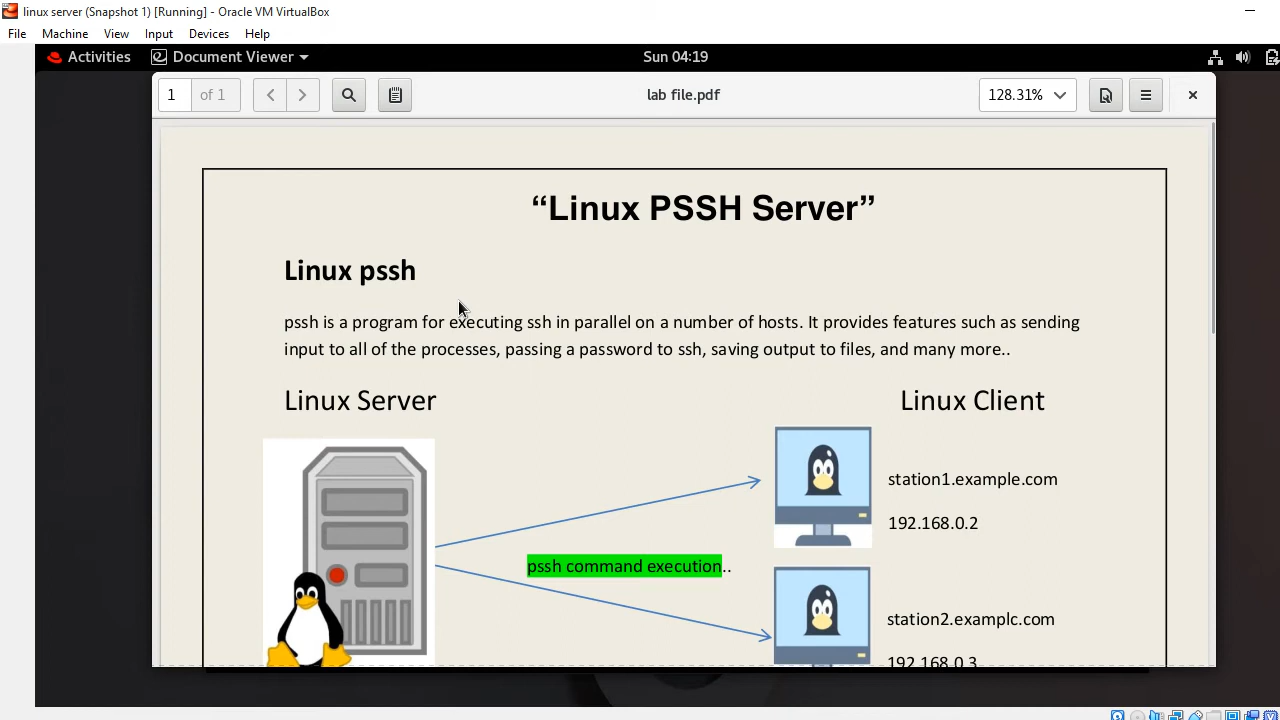 linux server (Snapshot 1) [Running] - Oracle VM VirtualBox
File Machine View Input Devices Help
Activities Document Viewer Sun 04:19
1 of 1 lab file.pdf 128.31%
“Linux PSSH Server”
Linux pssh
pssh is a program for executing ssh in parallel on a number of hosts. It provides features such as sending
input to all of the processes, passing a password to ssh, saving output to files, and many more..
Linux Server Linux Client
station1.example.com
192.168.0.2
pssh command execution..
station2.examplc.com
192.168.0.3